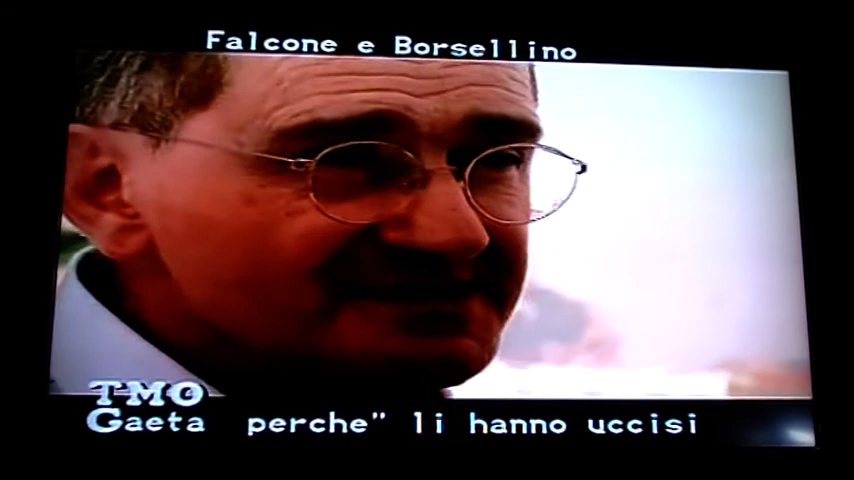 Falcone e Borsellino
TMO
Gaeta
perche" li hanno uccisi